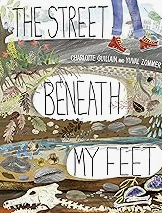 THE STREET
CHARLOTTE GUILLAIN AND YUVAL ZOMMER
BENEATH
MY FEET